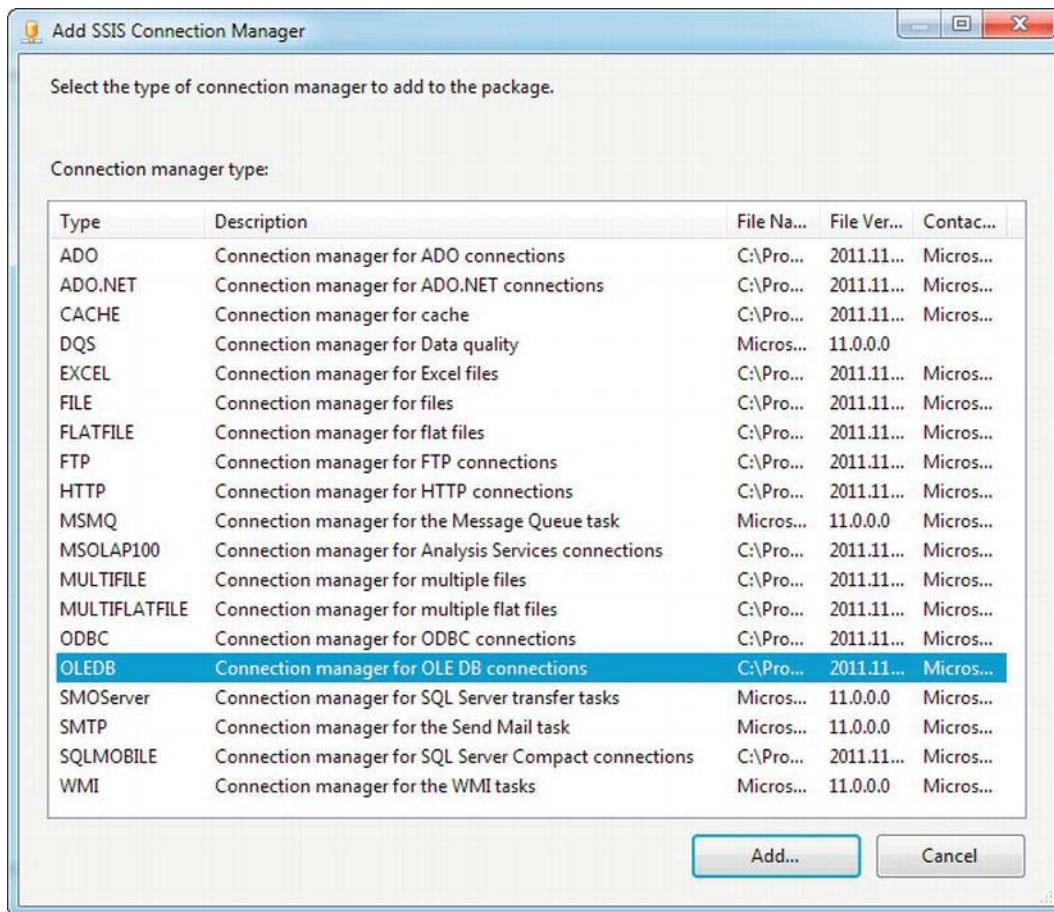 Add SSIS Connection Manager
Select the type of connection manager to add to the package.
Connection manager type:
Type Description File Na... File Ver... Contac...
ADO Connection manager for ADO connections C:\Pro... 2011.11... Micros...
ADO.NET Connection manager for ADO.NET connections C:\Pro... 2011.11... Micros...
CACHE Connection manager for cache C:\Pro... 2011.11... Micros...
DQS Connection manager for Data quality Micros... 11.0.0.0
EXCEL Connection manager for Excel files C:\Pro... 2011.11... Micros...
FILE Connection manager for files C:\Pro... 2011.11... Micros...
FLATFILE Connection manager for flat files C:\Pro... 2011.11... Micros...
FTP Connection manager for FTP connections C:\Pro... 2011.11... Micros...
HTTP Connection manager for HTTP connections C:\Pro... 2011.11... Micros...
MSMQ Connection manager for the Message Queue task Micros... 11.0.0.0 Micros...
MSOLAP100 Connection manager for Analysis Services connections C:\Pro... 2011.11... Micros...
MULTIFILE Connection manager for multiple files C:\Pro... 2011.11... Micros...
MULTIFLATFILE Connection manager for multiple flat files C:\Pro... 2011.11... Micros...
ODBC Connection manager for ODBC connections C:\Pro... 2011.11... Micros...
OLEDB Connection manager for OLE DB connections C:\Pro... 2011.11... Micros...
SMOServer Connection manager for SQL Server transfer tasks Micros... 11.0.0.0 Micros...
SMTP Connection manager for the Send Mail task Micros... 11.0.0.0 Micros...
SQLMOBILE Connection manager for SQL Server Compact connections C:\Pro... 2011.11... Micros...
WMI Connection manager for the WMI tasks Micros... 11.0.0.0 Micros...
Add... Cancel